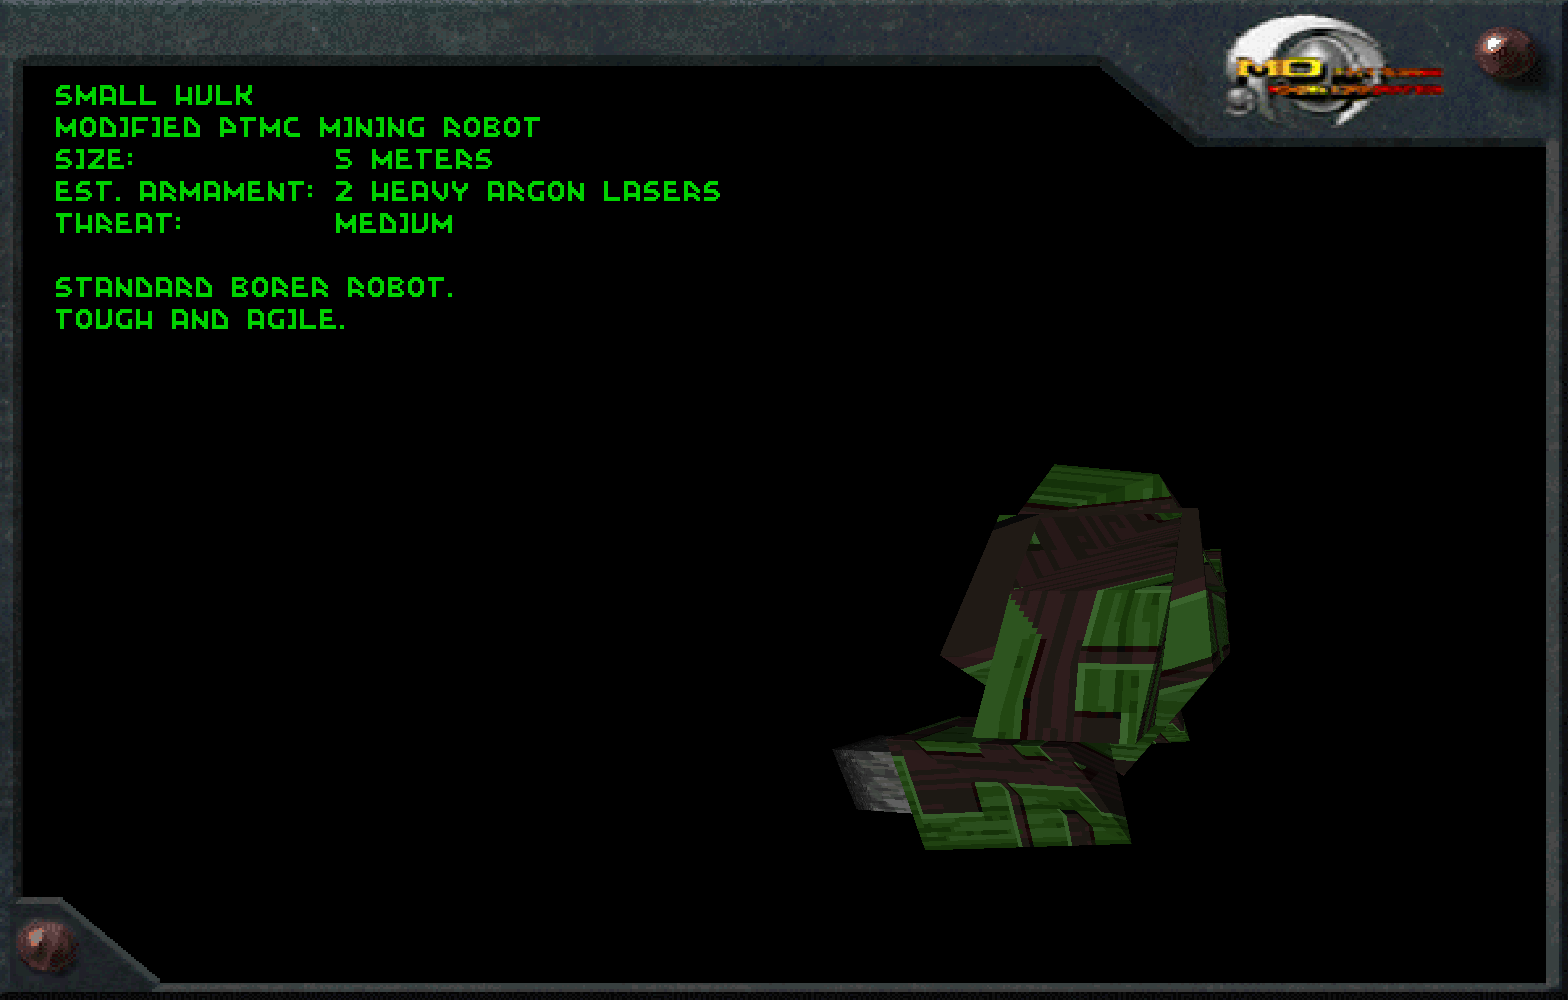 SMALL HULK
MODIFIED PTMC MINING ROBOT
SIZE: 5 METERS
EST. ARMAMENT: 2 HEAVY ARGON LASERS
THREAT: MEDIUM
STANDARD BORER ROBOT.
TOUGH AND AGILE.